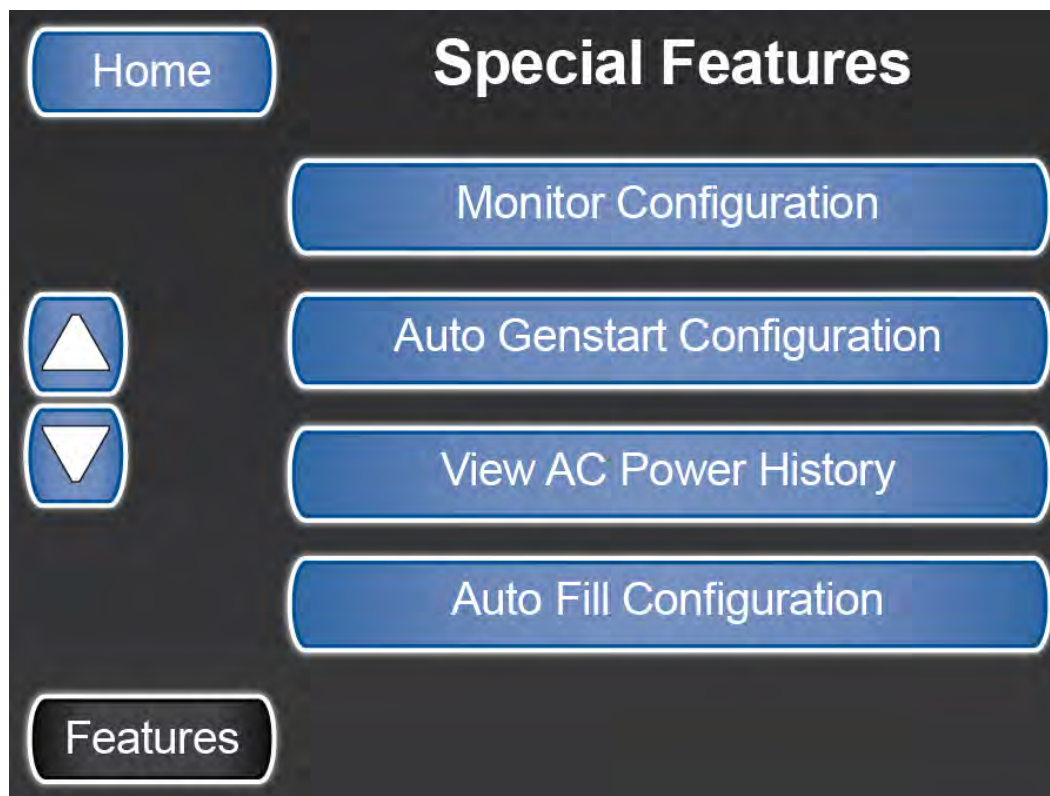 Home
Special Features
Monitor Configuration
Auto Genstart Configuration
View AC Power History
Auto Fill Configuration
Features